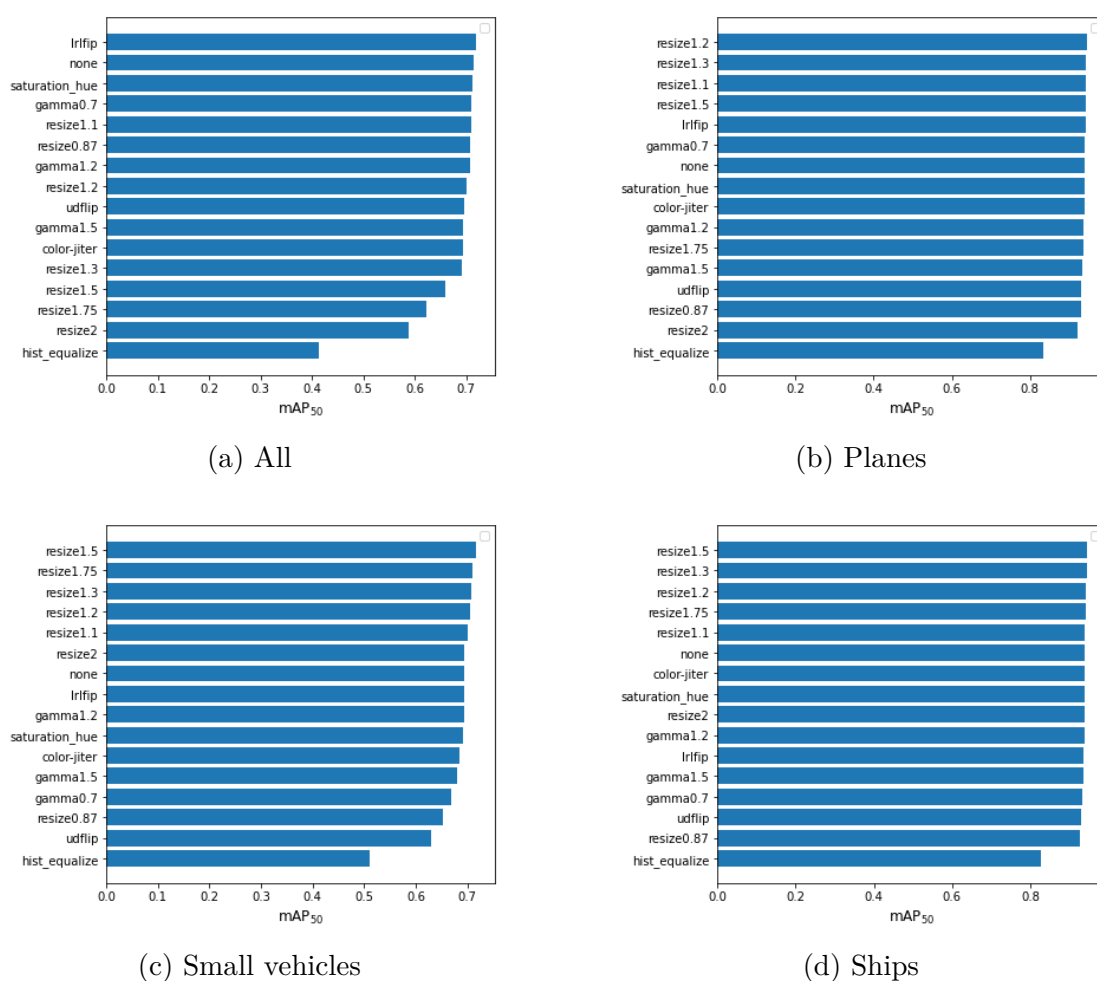 lrlfip
none
saturation_hue
gamma0.7
resize1.1
resize0.87
gamma1.2
resize1.2
udflip
gamma1.5
color-jiter
resize1.3
resize1.5
resize1.75
resize2
hist_equalize
0.0 0.1 0.2 0.3 0.4 0.5 0.6 0.7
mAP50
(a) All
resize1.2
resize1.3
resize1.1
resize1.5
lrlfip
gamma0.7
none
saturation_hue
color-jiter
gamma1.2
resize1.75
gamma1.5
udflip
resize0.87
resize2
hist_equalize
0.0 0.2 0.4 0.6 0.8
mAP50
(b) Planes
resize1.5
resize1.75
resize1.3
resize1.2
resize1.1
resize2
none
lrlfip
gamma1.2
saturation_hue
color-jiter
gamma1.5
gamma0.7
resize0.87
udflip
hist_equalize
0.0 0.1 0.2 0.3 0.4 0.5 0.6 0.7
mAP50
(c) Small vehicles
resize1.5
resize1.3
resize1.2
resize1.75
resize1.1
none
color-jiter
saturation_hue
resize2
gamma1.2
lrlfip
gamma1.5
gamma0.7
udflip
resize0.87
hist_equalize
0.0 0.2 0.4 0.6 0.8
mAP50
(d) Ships